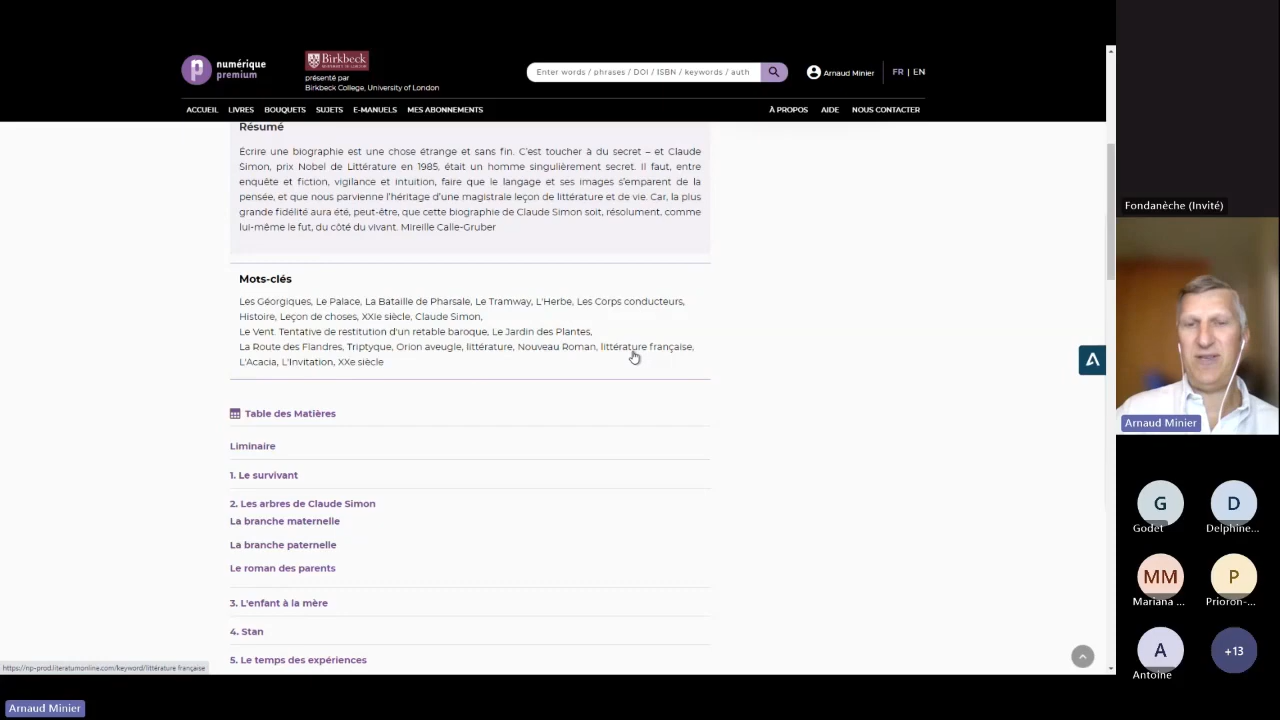 numérique
premium
Birkbeck
présenté par
Birkbeck College, University of London
Enter words / phrases / DOI / ISBN / keywords / auth
Arnaud Minier
FR | EN
ACCUEIL LIVRES BOUQUETS SUJETS E-MANUELS MES ABONNEMENTS
À PROPOS AIDE NOUS CONTACTER
Résumé
Écrire une biographie est une chose étrange et sans fin. C'est toucher à du secret – et Claude
Simon, prix Nobel de Littérature en 1985, était un homme singulièrement secret. Il faut, entre
enquête et fiction, vigilance et intuition, faire que le langage et ses images s'emparent de la
pensée, et que nous parvienne l'héritage d'une magistrale leçon de littérature et de vie. Car, la plus
grande fidélité aura été, peut-être, que cette biographie de Claude Simon soit, résolument, comme
lui-même le fut, du côté du vivant. Mireille Calle-Gruber
Mots-clés
Les Géorgiques, Le Palace, La Bataille de Pharsale, Le Tramway, L'Herbe, Les Corps conducteurs,
Histoire, Leçon de choses, XXIe siècle, Claude Simon,
Le Vent. Tentative de restitution d'un retable baroque, Le Jardin des Plantes,
La Route des Flandres, Triptyque, Orion aveugle, littérature, Nouveau Roman, littérature française,
L'Acacia, L'Invitation, XXe siècle
Table des Matières
Liminaire
1. Le survivant
2. Les arbres de Claude Simon
La branche maternelle
La branche paternelle
Le roman des parents
3. L'enfant à la mère
4. Stan
5. Le temps des expériences
https://np-prod.literatumonline.com/keyword/littérature française
Arnaud Minier
Fondanèche (Invité)
Arnaud Minier
G
Godet
D
Delphine...
MM
Mariana ...
P
Prioron-...
A
Antoine
+13